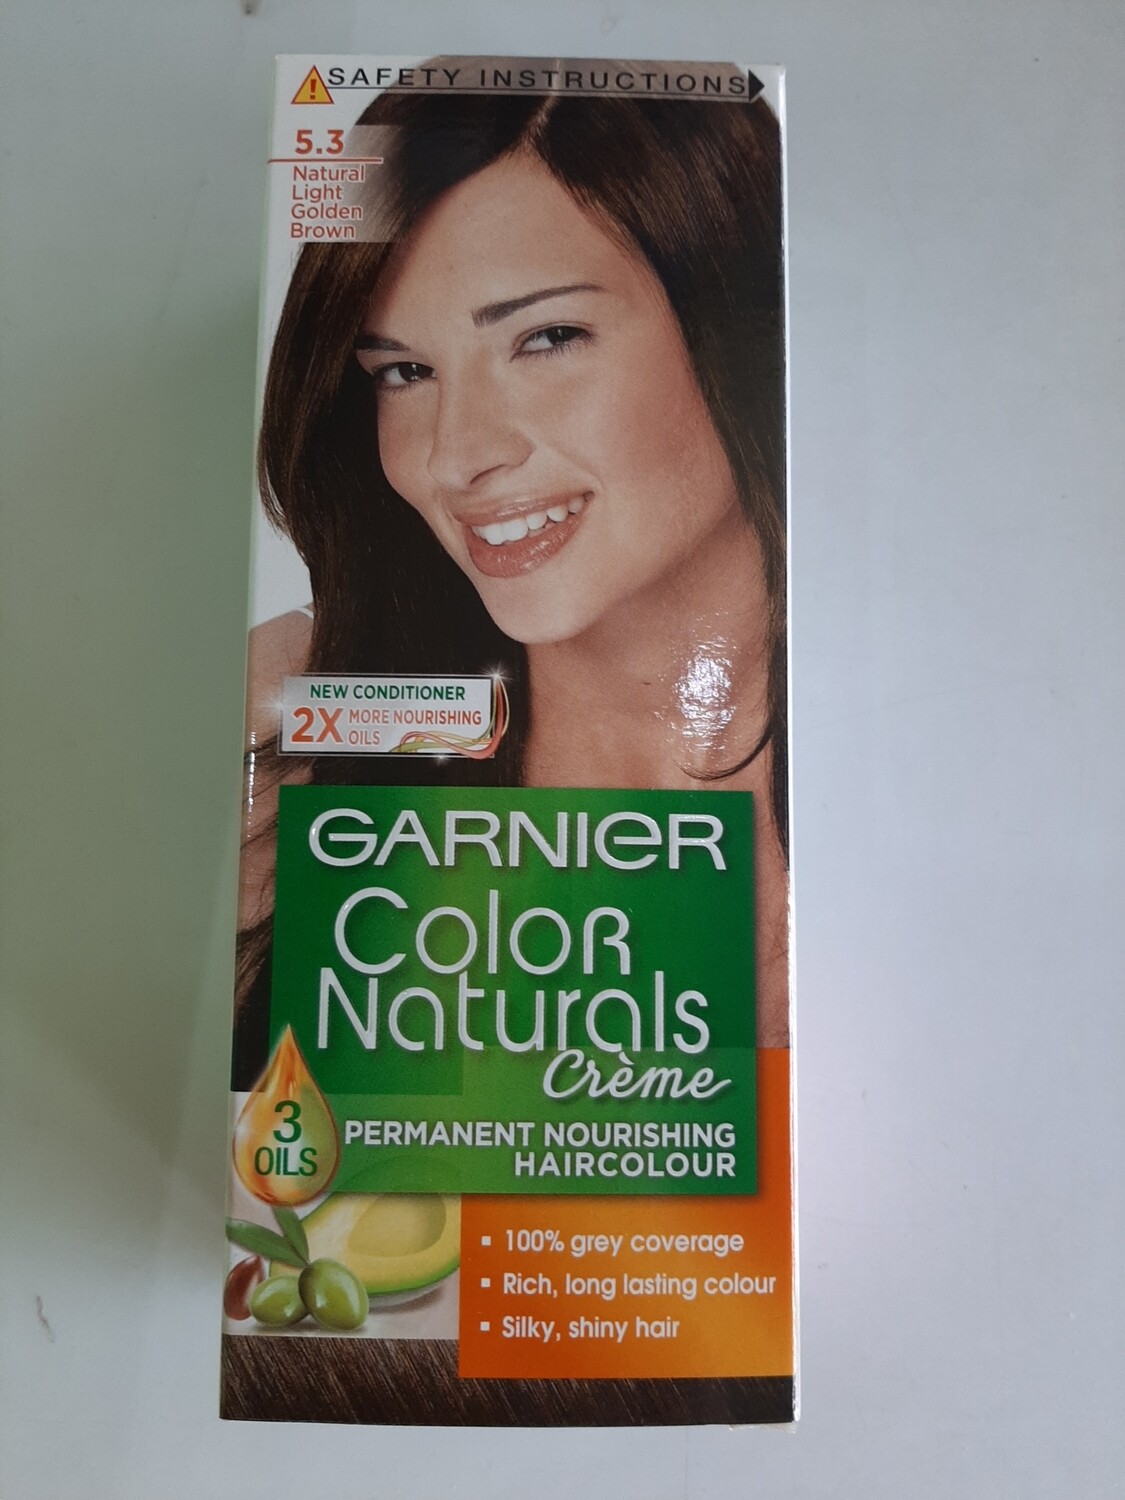 ! SAFETY INSTRUCTIONS
5.3
Natural
Light
Golden
Brown
NEW CONDITIONER
2X MORE NOURISHING
OILS
GARNIER
Color
Naturals
Crème
3
OILS
PERMANENT NOURISHING
HAIRCOLOUR
▪ 100% grey coverage
▪ Rich, long lasting colour
▪ Silky, shiny hair